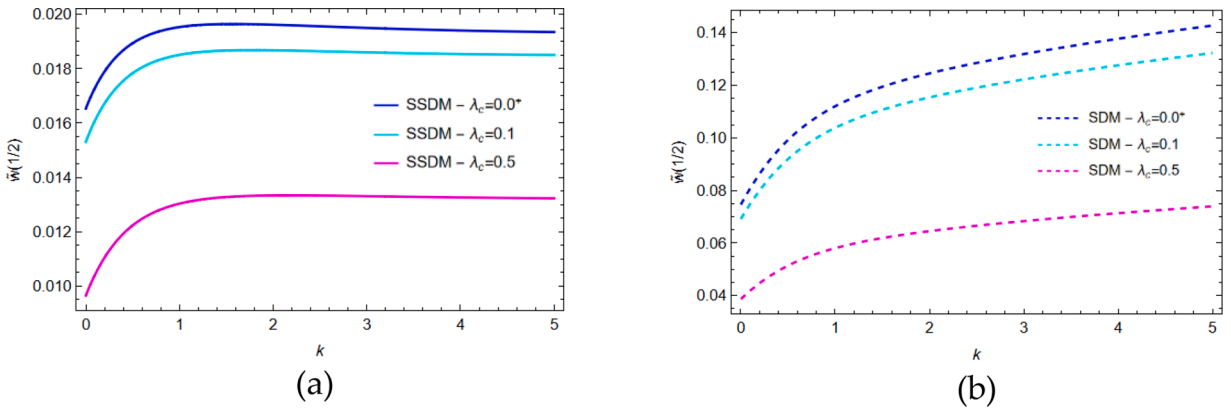 0.020
0.018
0.016
0.014
0.012
0.010
w̃(1/2)
SSDM – λc=0.0⁺
SSDM – λc=0.1
SSDM – λc=0.5
0 1 2 3 4 5
k
(a)
0.14
0.12
0.10
0.08
0.06
0.04
w̃(1/2)
SDM – λc=0.0⁺
SDM – λc=0.1
SDM – λc=0.5
0 1 2 3 4 5
k
(b)